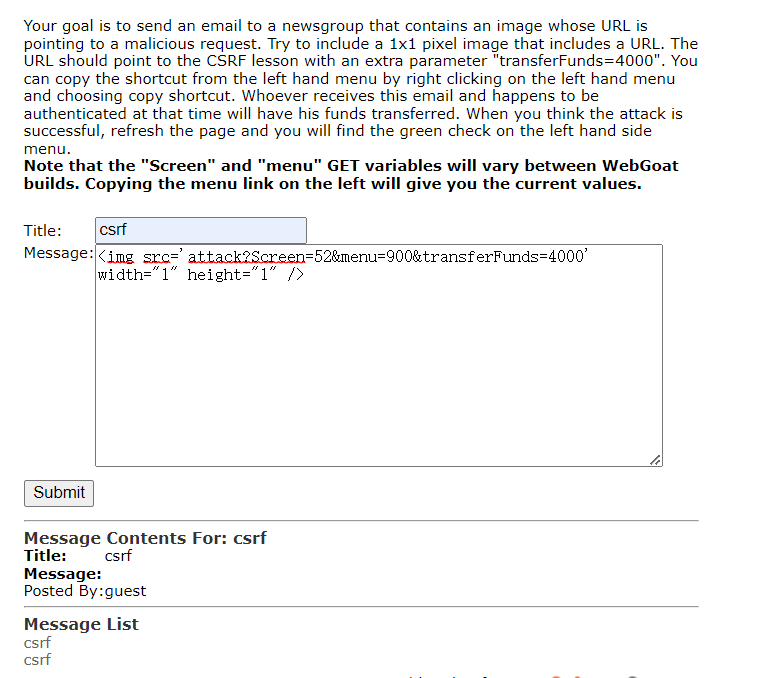 Your goal is to send an email to a newsgroup that contains an image whose URL is
pointing to a malicious request. Try to include a 1x1 pixel image that includes a URL. The
URL should point to the CSRF lesson with an extra parameter "transferFunds=4000". You
can copy the shortcut from the left hand menu by right clicking on the left hand menu
and choosing copy shortcut. Whoever receives this email and happens to be
authenticated at that time will have his funds transferred. When you think the attack is
successful, refresh the page and you will find the green check on the left hand side
menu.
Note that the "Screen" and "menu" GET variables will vary between WebGoat
builds. Copying the menu link on the left will give you the current values.
Title: csrf
Message: <img src='attack?Screen=52&menu=900&transferFunds=4000'
width="1" height="1" />
Submit
Message Contents For: csrf
Title: csrf
Message:
Posted By:guest
Message List
csrf
csrf